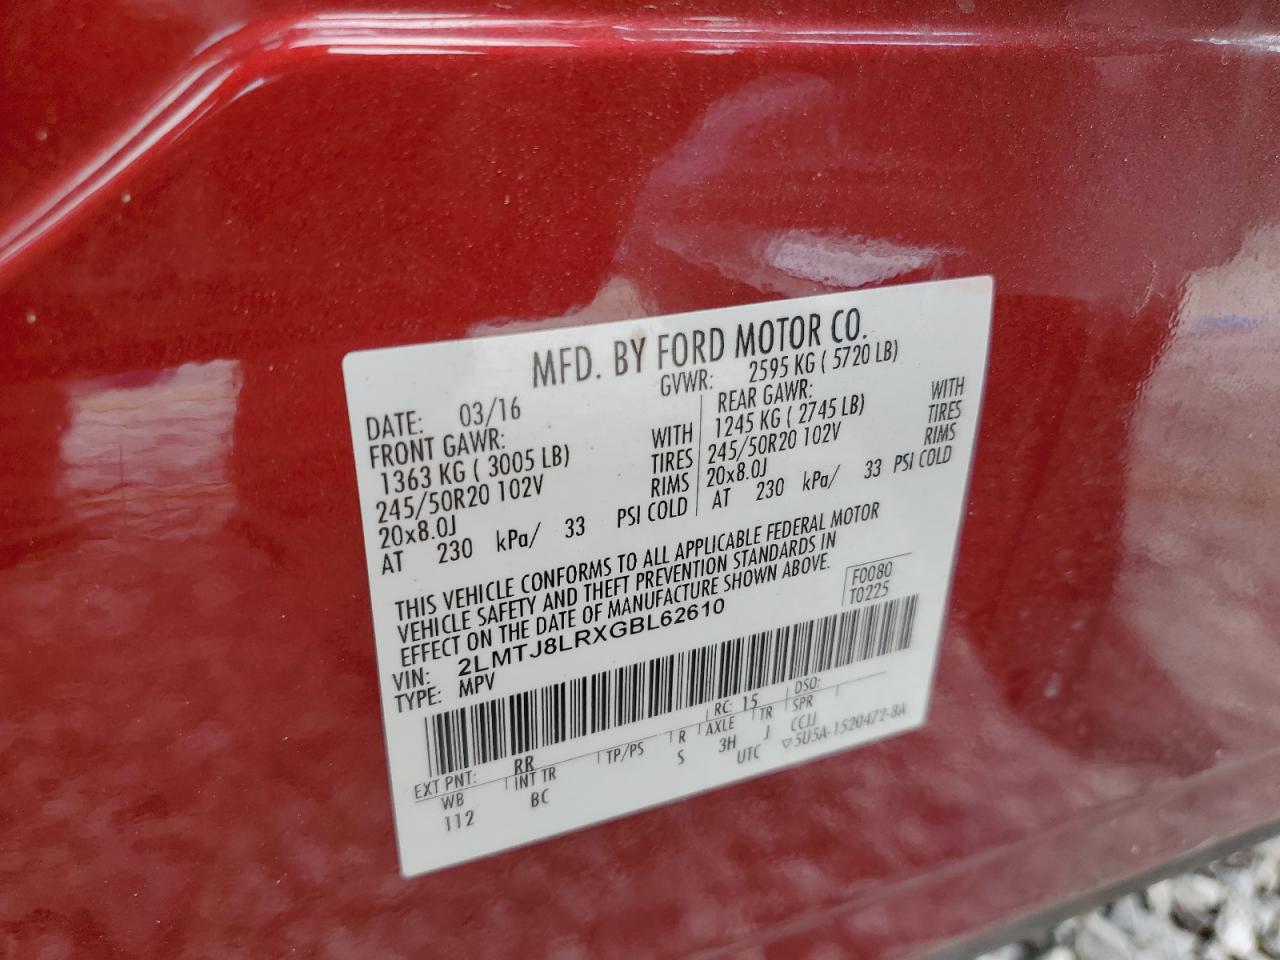 MFD. BY FORD MOTOR CO.
DATE: 03/16 GVWR: 2595 KG ( 5720 LB)
FRONT GAWR: REAR GAWR:
1363 KG ( 3005 LB) WITH 1245 KG ( 2745 LB) WITH
245/50R20 102V TIRES 245/50R20 102V TIRES
20x8.0J RIMS 20x8.0J RIMS
AT 230 kPa/ 33 PSI COLD AT 230 kPa/ 33 PSI COLD
THIS VEHICLE CONFORMS TO ALL APPLICABLE FEDERAL MOTOR
VEHICLE SAFETY AND THEFT PREVENTION STANDARDS IN
EFFECT ON THE DATE OF MANUFACTURE SHOWN ABOVE.
F0080
T0225
VIN: 2LMTJ8LRXGBL62610
TYPE: MPV
EXT PNT: RR RC: 15 DSO:
WB INT TR TP/PS R AXLE TR SPR
112 BC S 3H J CCJJ
UTC ▽5U5A-1520472-8A